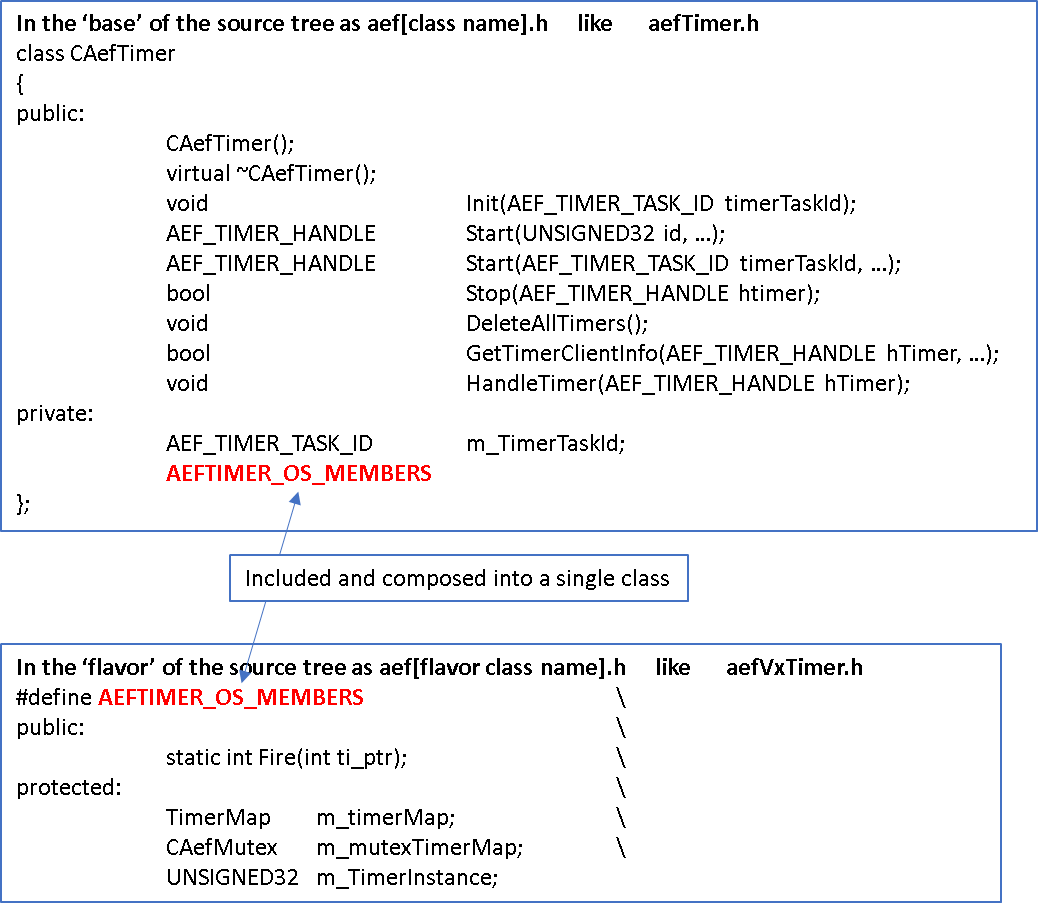 In the ‘base’ of the source tree as aef[class name].h like aefTimer.h
class CAefTimer
{
public:
CAefTimer();
virtual ~CAefTimer();
void Init(AEF_TIMER_TASK_ID timerTaskId);
AEF_TIMER_HANDLE Start(UNSIGNED32 id, ...);
AEF_TIMER_HANDLE Start(AEF_TIMER_TASK_ID timerTaskId, ...);
bool Stop(AEF_TIMER_HANDLE htimer);
void DeleteAllTimers();
bool GetTimerClientInfo(AEF_TIMER_HANDLE hTimer, ...);
void HandleTimer(AEF_TIMER_HANDLE hTimer);
private:
AEF_TIMER_TASK_ID m_TimerTaskId;
AEFTIMER_OS_MEMBERS
};
Included and composed into a single class
In the ‘flavor’ of the source tree as aef[flavor class name].h like aefVxTimer.h
#define AEFTIMER_OS_MEMBERS \
public: \
static int Fire(int ti_ptr); \
protected: \
TimerMap m_timerMap; \
CAefMutex m_mutexTimerMap; \
UNSIGNED32 m_TimerInstance;